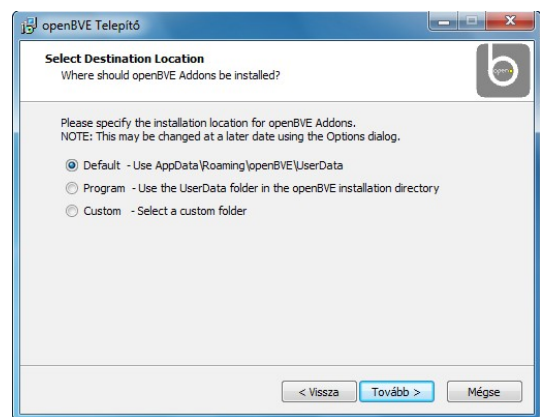 openBVE Telepítő
Select Destination Location
Where should openBVE Addons be installed?
open
Please specify the installation location for openBVE Addons.
NOTE: This may be changed at a later date using the Options dialog.
Default - Use AppData\Roaming\openBVE\UserData
Program - Use the UserData folder in the openBVE installation directory
Custom - Select a custom folder
< Vissza
Tovább >
Mégse